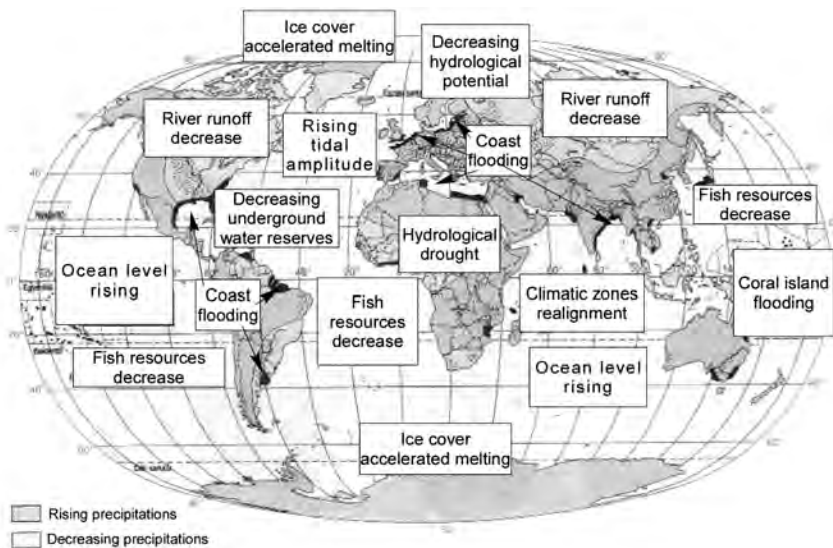 Ice cover
accelerated melting
Decreasing
hydrological
potential
River runoff
decrease
River runoff
decrease
Rising
tidal
amplitude
Coast
flooding
Fish resources
decrease
Decreasing
underground
water reserves
Hydrological
drought
Ocean level
rising
Coast
flooding
Fish
resources
decrease
Climatic zones
realignment
Coral island
flooding
Fish resources
decrease
Ocean level
rising
Ice cover
accelerated melting
Rising precipitations
Decreasing precipitations